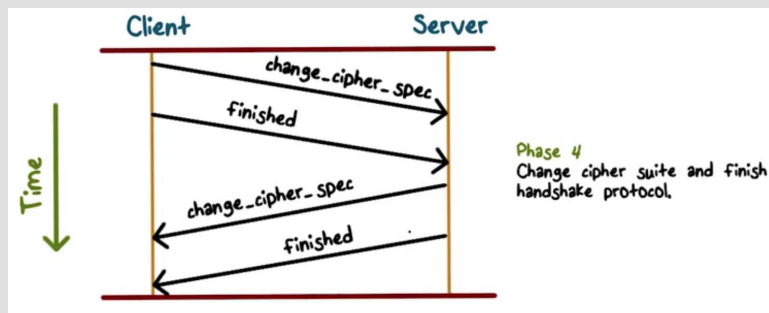 Client
Server
change_cipher_spec
finished
change_cipher_spec
finished
Time
Phase 4
Change cipher suite and finish
handshake protocol.